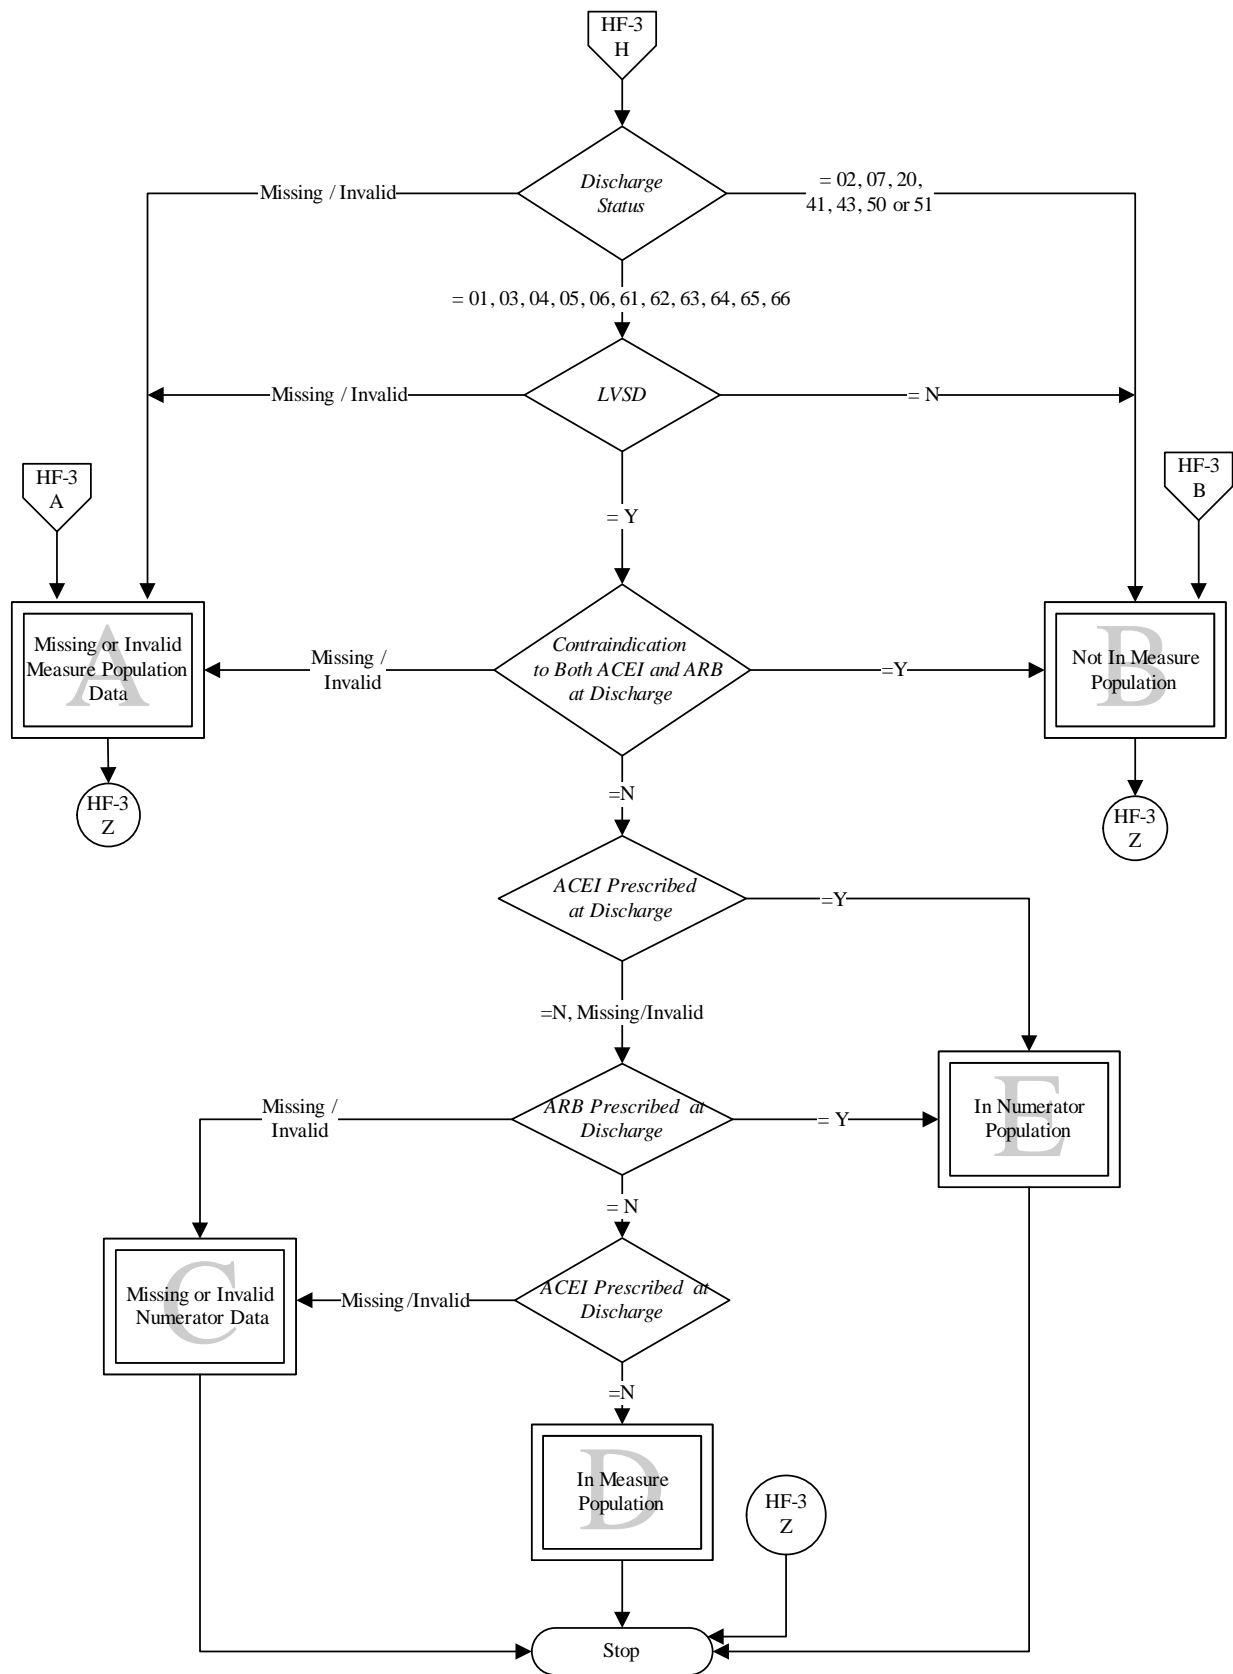 HF-3
H
Discharge
Status
Missing / Invalid
= 02, 07, 20,
41, 43, 50 or 51
= 01, 03, 04, 05, 06, 61, 62, 63, 64, 65, 66
LVSD
Missing / Invalid
= N
HF-3
A
HF-3
B
= Y
A
Missing or Invalid
Measure Population
Data
Missing /
Invalid
Contraindication
to Both ACEI and ARB
at Discharge
=Y
B
Not In Measure
Population
HF-3
Z
=N
HF-3
Z
ACEI Prescribed
at Discharge
=Y
=N, Missing/Invalid
Missing /
Invalid
ARB Prescribed at
Discharge
= Y
E
In Numerator
Population
= N
C
Missing or Invalid
Numerator Data
Missing /Invalid
ACEI Prescribed at
Discharge
=N
D
In Measure
Population
HF-3
Z
Stop